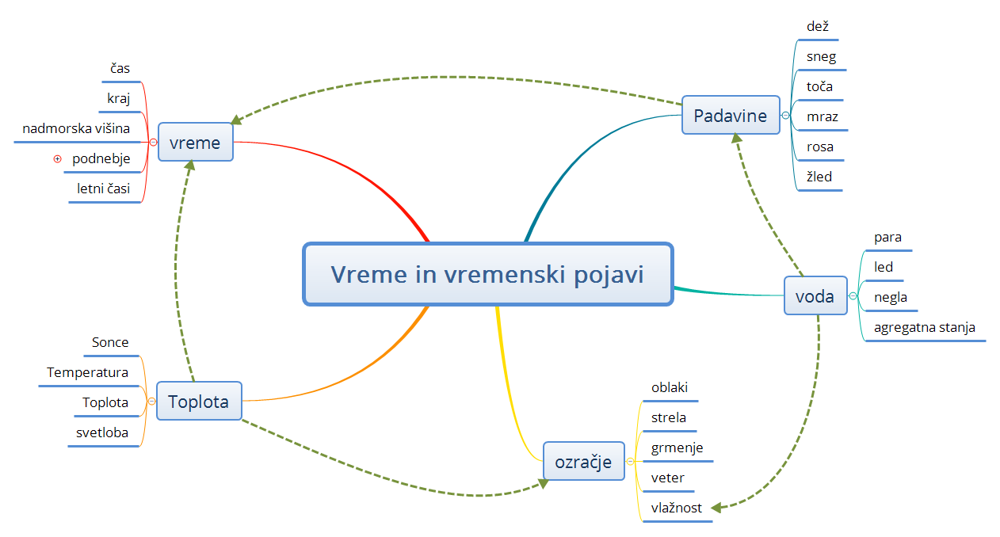 Vreme in vremenski pojavi
Padavine
dež
sneg
toča
mraz
rosa
žled
voda
para
led
negla
agregatna stanja
ozračje
oblaki
strela
grmenje
veter
vlažnost
Toplota
Sonce
Temperatura
Toplota
svetloba
vreme
čas
kraj
nadmorska višina
podnebje
letni časi